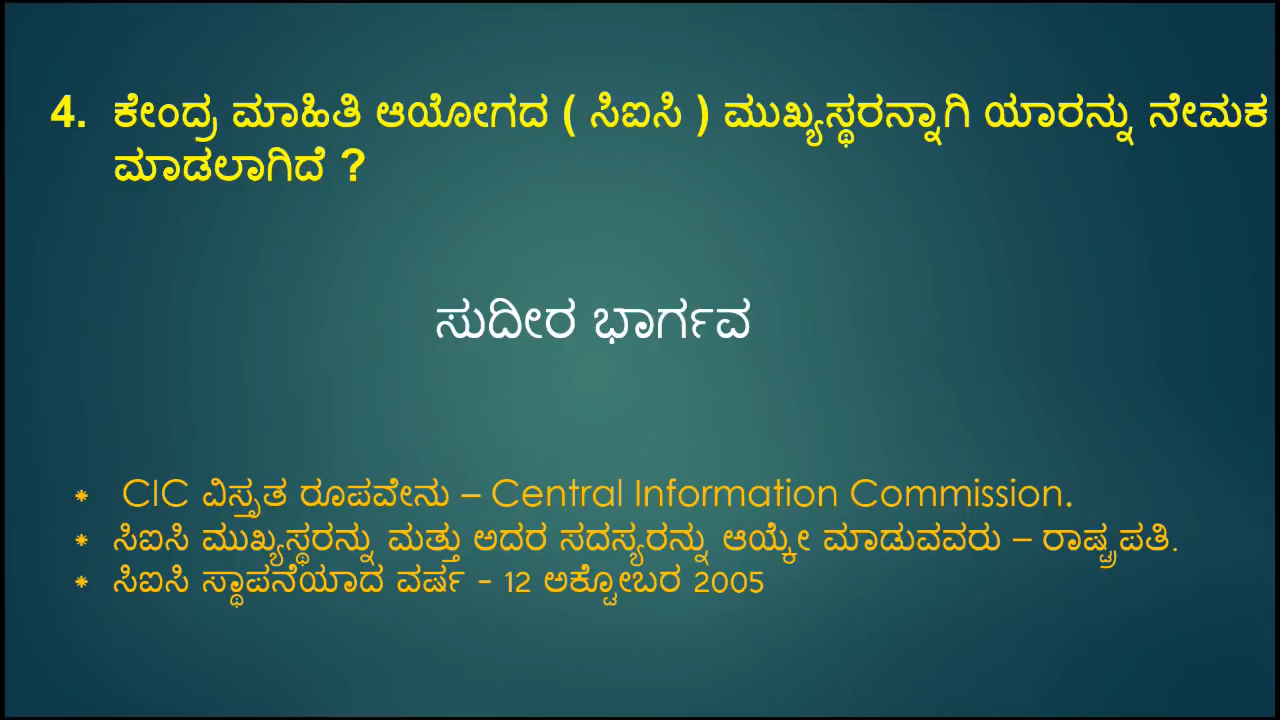 4. ಕೇಂದ್ರ ಮಾಹಿತಿ ಆಯೋಗದ ( ಸಿಐಸಿ ) ಮುಖ್ಯಸ್ಥರನ್ನಾಗಿ ಯಾರನ್ನು ನೇಮಕ
ಮಾಡಲಾಗಿದೆ ?
ಸುದೀರ ಭಾರ್ಗವ
* CIC ವಿಸ್ತೃತ ರೂಪವೇನು – Central Information Commission.
* ಸಿಐಸಿ ಮುಖ್ಯಸ್ಥರನ್ನು ಮತ್ತು ಅದರ ಸದಸ್ಯರನ್ನು ಆಯ್ಕೇ ಮಾಡುವವರು – ರಾಷ್ಟ್ರಪತಿ.
* ಸಿಐಸಿ ಸ್ಥಾಪನೆಯಾದ ವರ್ಷ - 12 ಅಕ್ಟೋಬರ 2005